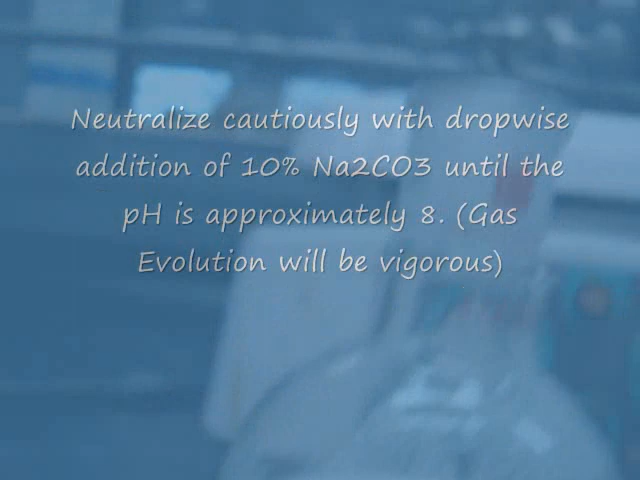 Neutralize cautiously with dropwise
addition of 10% Na2CO3 until the
pH is approximately 8. (Gas
Evolution will be vigorous)